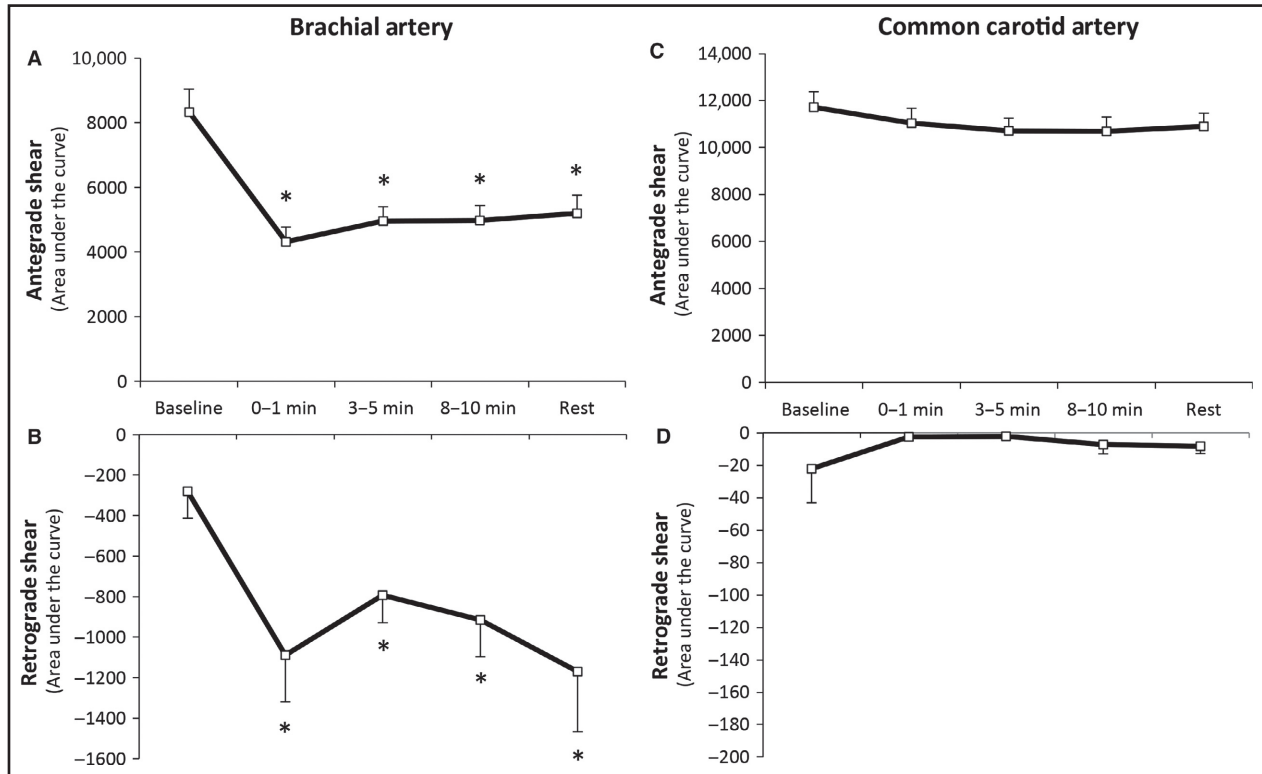 Brachial artery
A
Antegrade shear
(Area under the curve)
10,000
8000
6000
4000
2000
0
*
*
*
*
Baseline
0–1 min
3–5 min
8–10 min
Rest
B
Retrograde shear
(Area under the curve)
0
–200
–400
–600
–800
–1000
–1200
–1400
–1600
*
*
*
*
Common carotid artery
C
Antegrade shear
(Area under the curve)
14,000
12,000
10,000
8000
6000
4000
2000
0
Baseline
0–1 min
3–5 min
8–10 min
Rest
D
Retrograde shear
(Area under the curve)
0
–20
–40
–60
–80
–100
–120
–140
–160
–180
–200